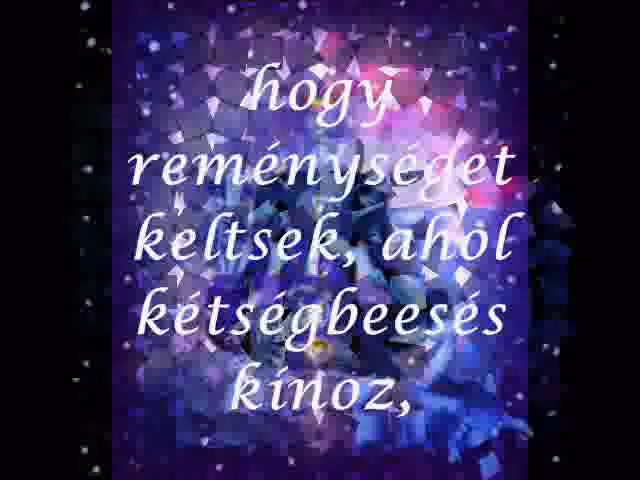 hogy
reménységet
keltsek, ahol
kétségbeesés
kínoz,